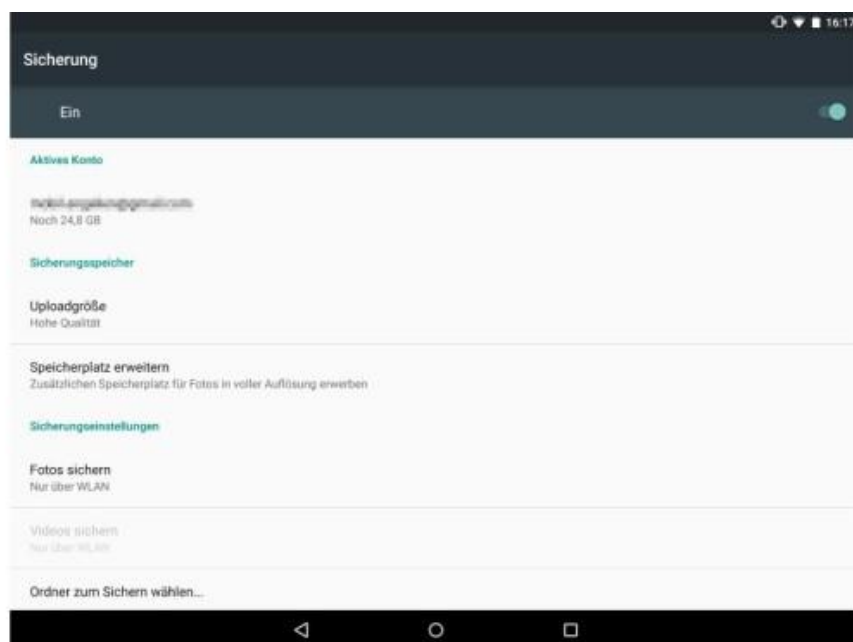 16:17
Sicherung
Ein
Aktives Konto
Noch 24,8 GB
Sicherungsspeicher
Uploadgröße
Hohe Qualität
Speicherplatz erweitern
Zusätzlichen Speicherplatz für Fotos in voller Auflösung erwerben
Sicherungseinstellungen
Fotos sichern
Nur über WLAN
Videos sichern
Nur über WLAN
Ordner zum Sichern wählen...